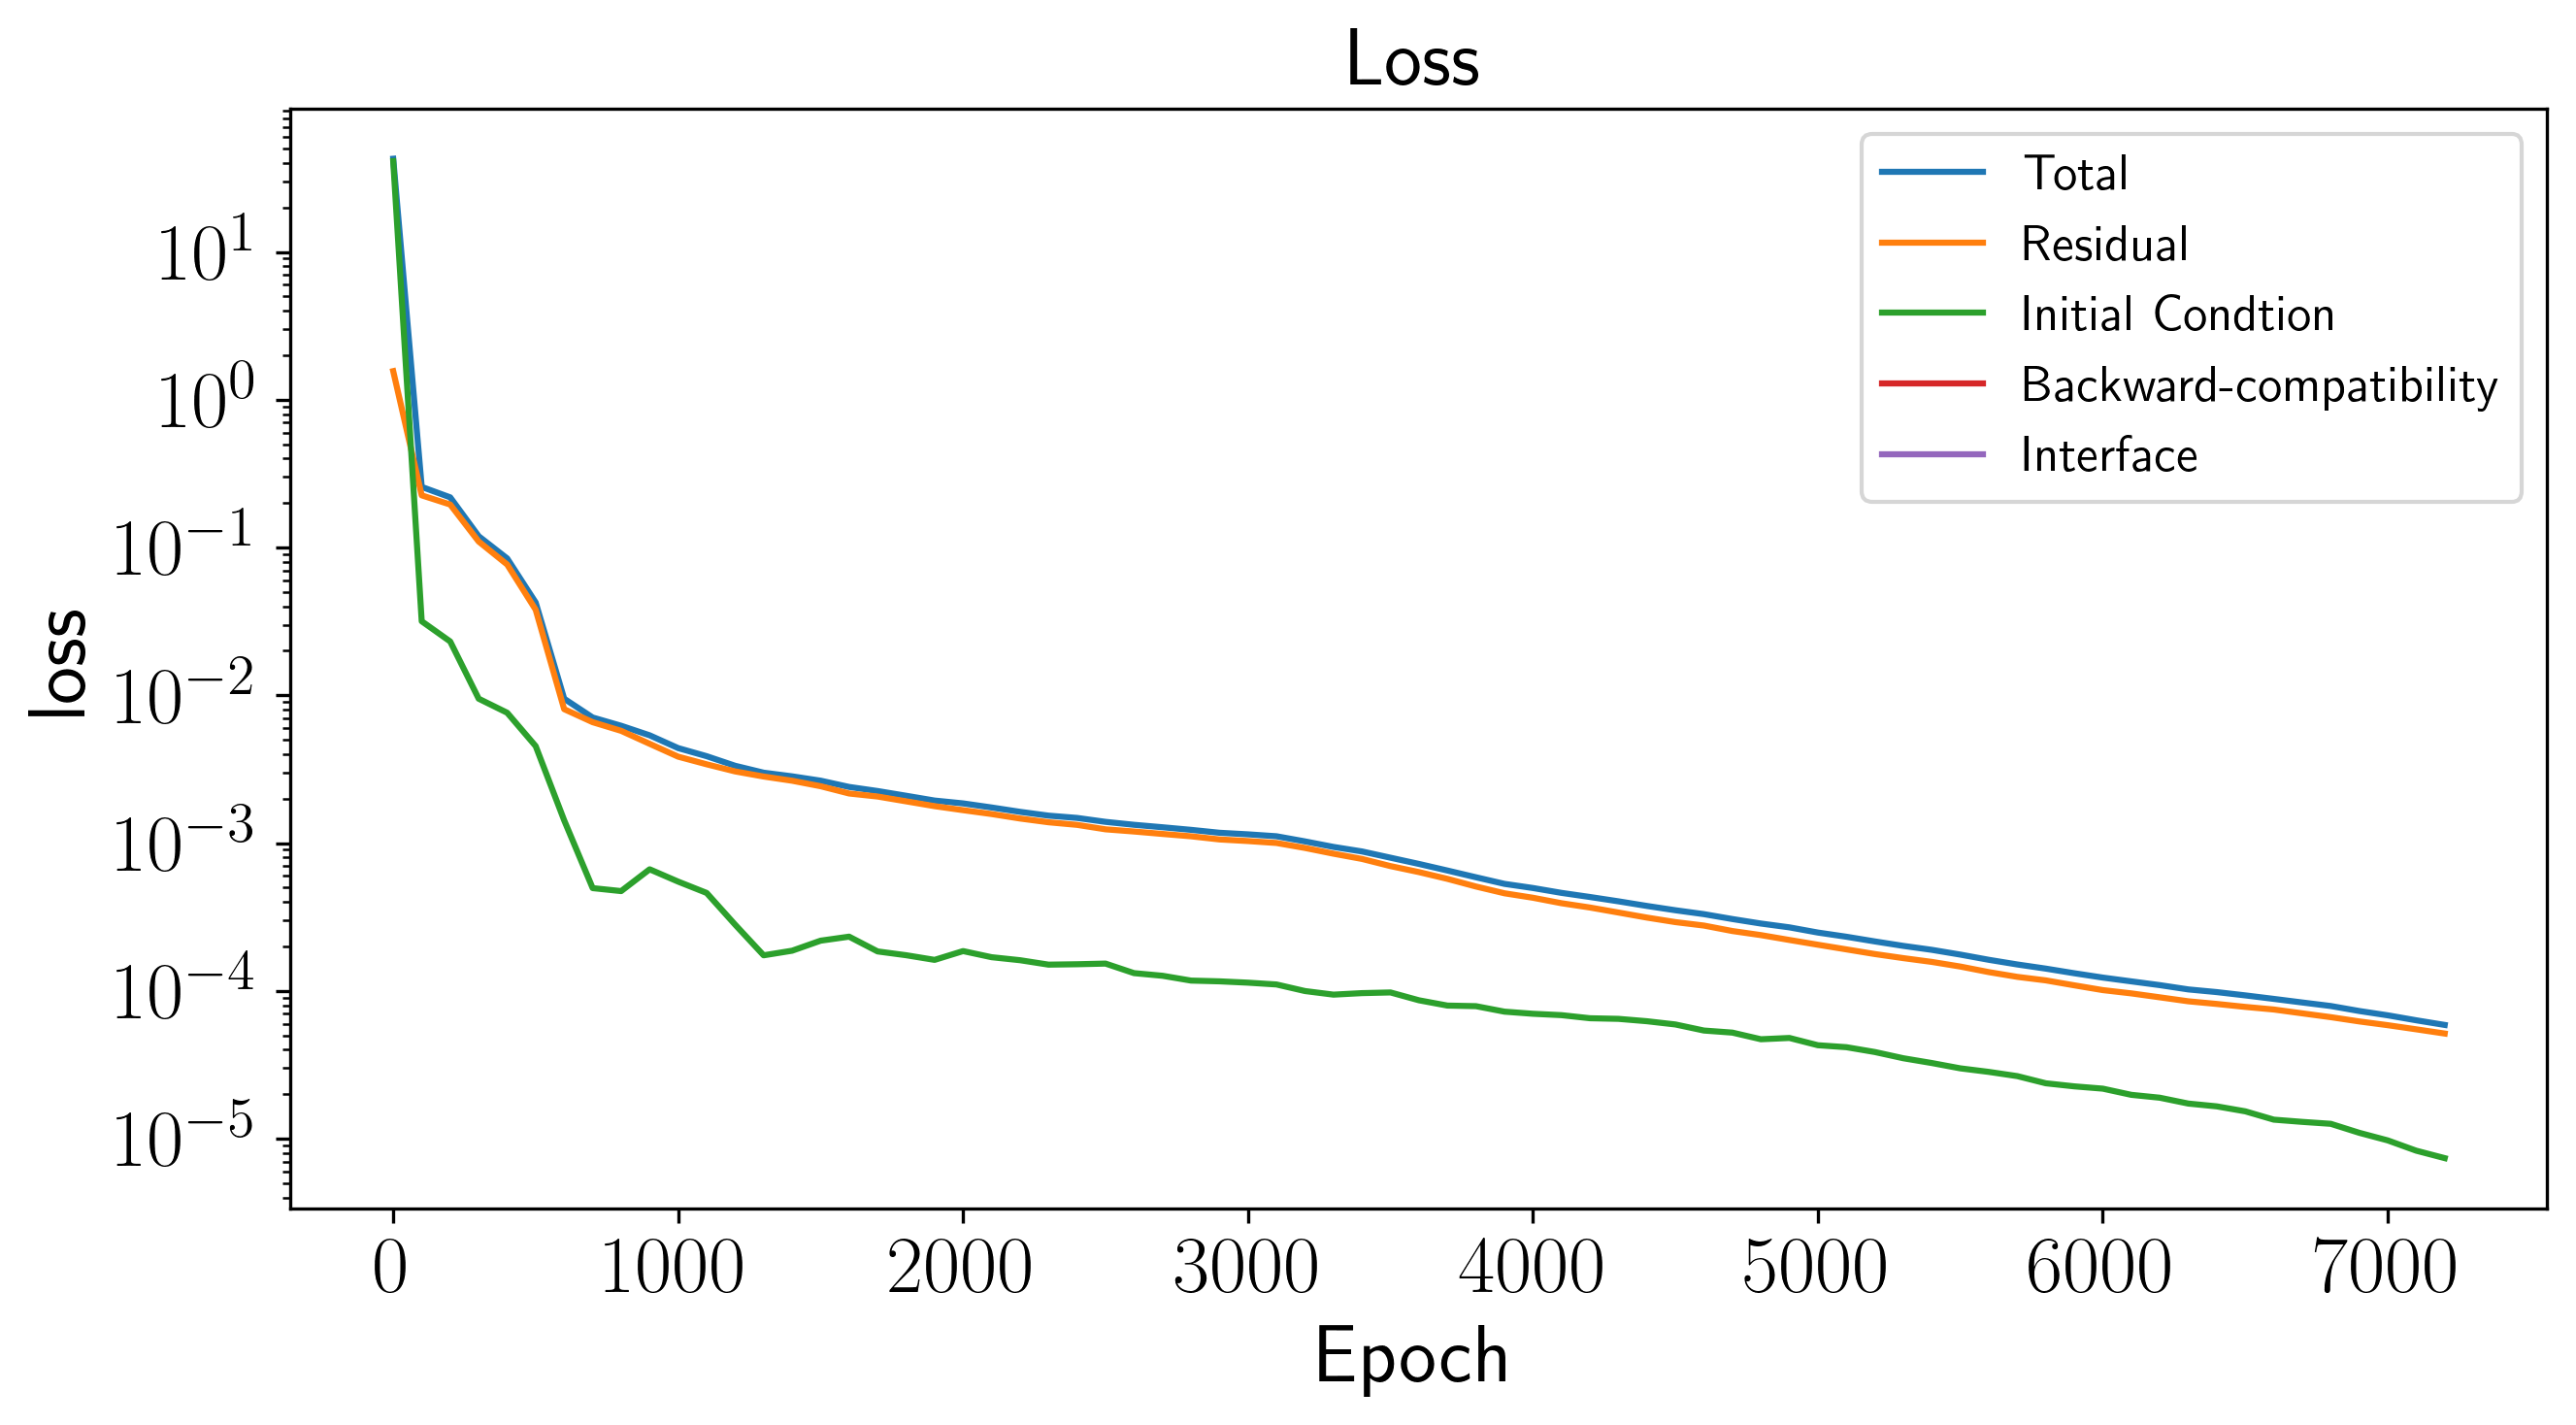 Loss
10^1
10^0
10^−1
10^−2
10^−3
10^−4
10^−5
loss
Total
Residual
Initial Condtion
Backward-compatibility
Interface
0 1000 2000 3000 4000 5000 6000 7000
Epoch